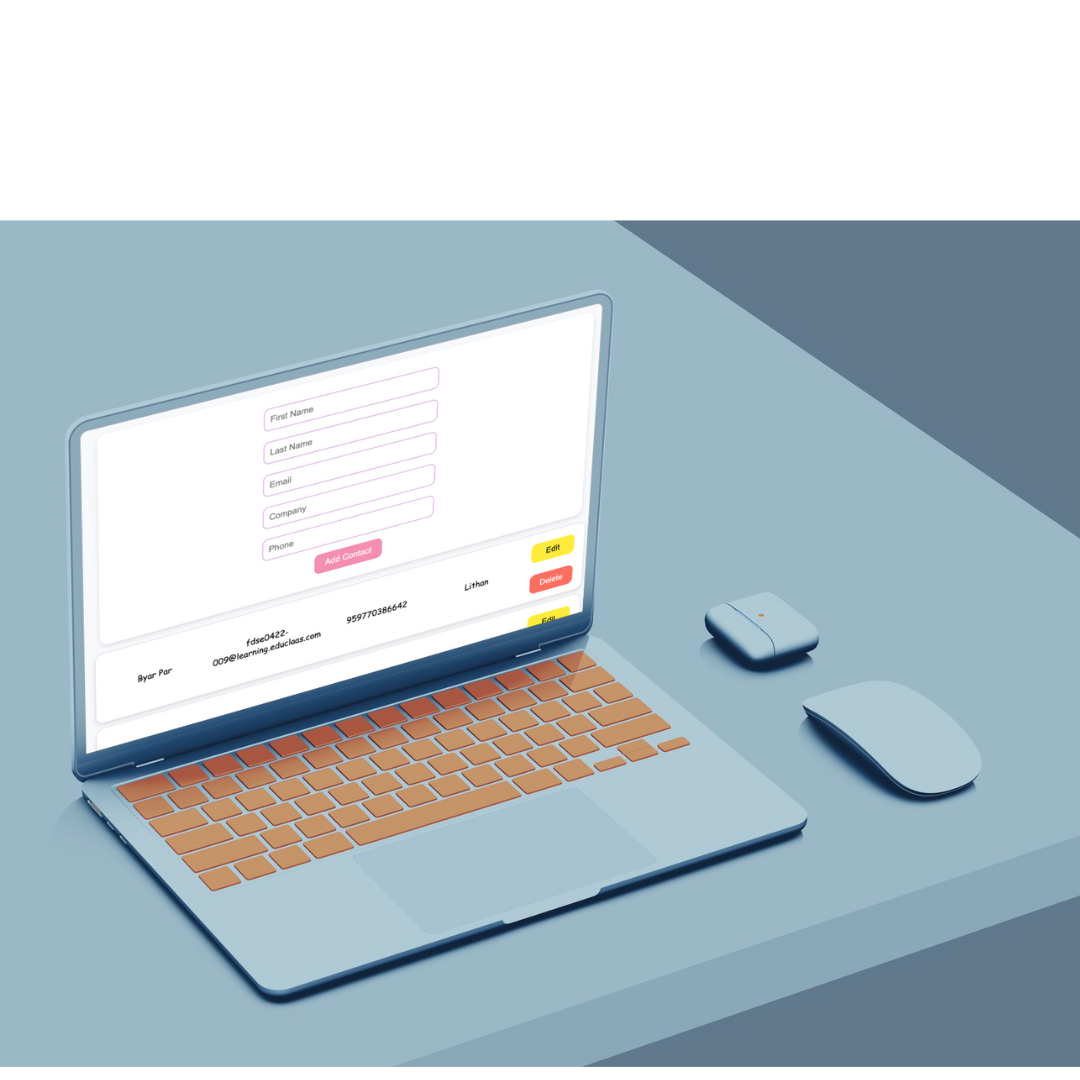 First Name
Last Name
Email
Company
Phone
Add Contact
Byar Par
fdse0422-
009@learning.educlaas.com
959770386642
Lithan
Edit
Delete
Edit